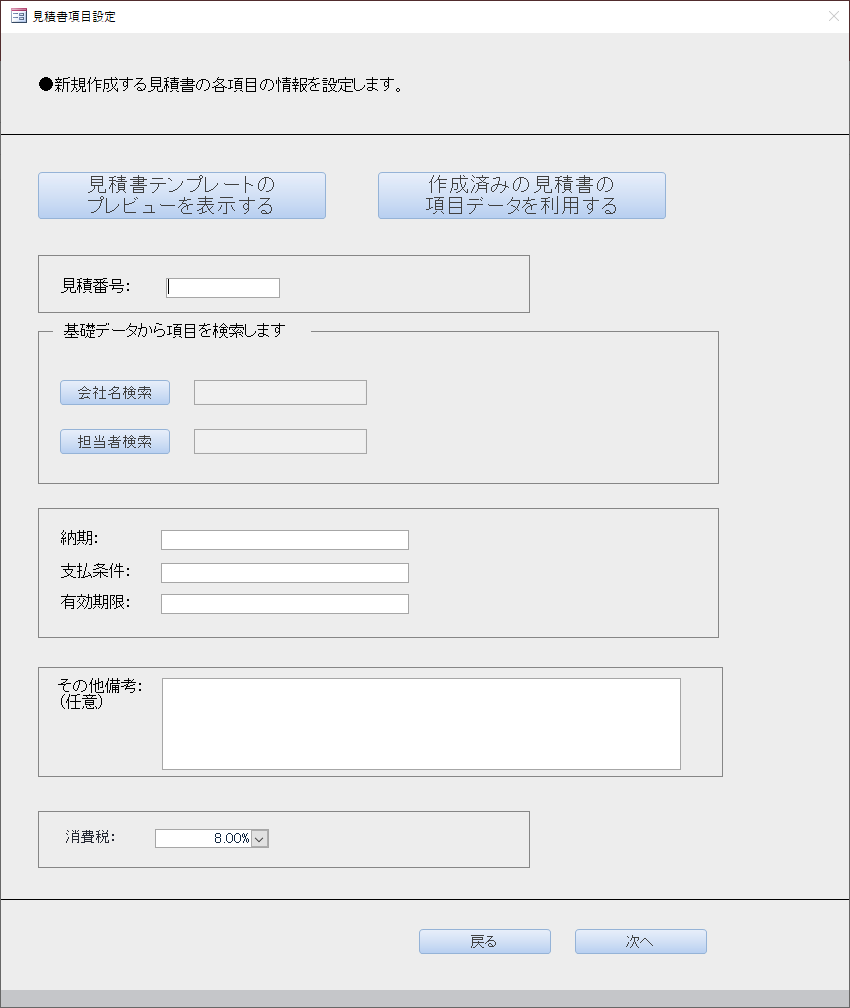 見積書項目設定
●新規作成する見積書の各項目の情報を設定します。
見積書テンプレートの
プレビューを表示する
作成済みの見積書の
項目データを利用する
見積番号:
基礎データから項目を検索します
会社名検索
担当者検索
納期:
支払条件:
有効期限:
その他備考:
(任意)
消費税:
8.00%
戻る
次へ